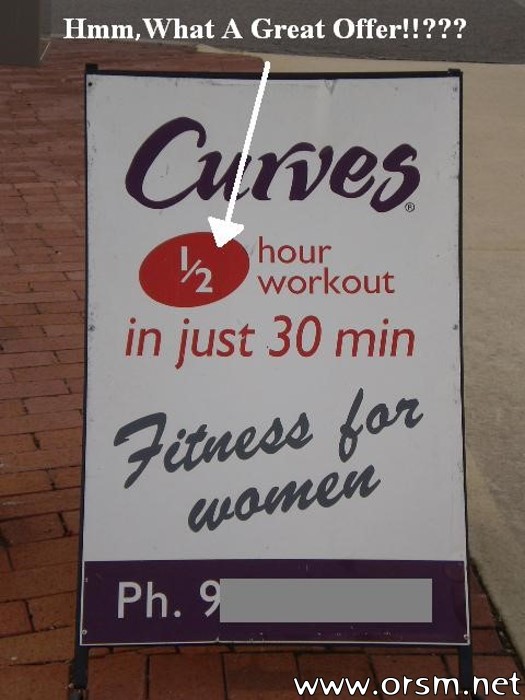 Hmm,What A Great Offer!!???
Curves®
1/2 hour
workout
in just 30 min
Fitness for
women
Ph. 9
www.orsm.net